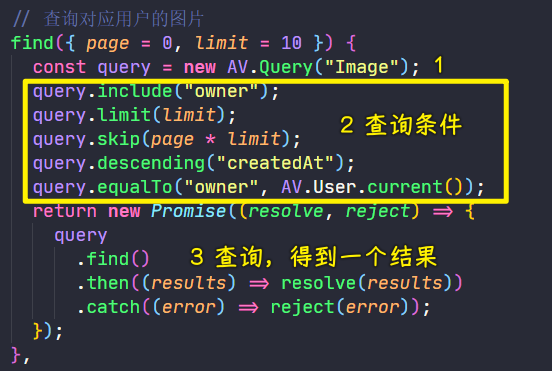 // 查询对应用户的图片
find({ page = 0, limit = 10 }) {
const query = new AV.Query("Image"); 1
query.include("owner");
query.limit(limit);
query.skip(page * limit); 2 查询条件
query.descending("createdAt");
query.equalTo("owner", AV.User.current());
return new Promise((resolve, reject) => {
query
.find() 3 查询，得到一个结果
.then((results) => resolve(results))
.catch((error) => reject(error));
});
},